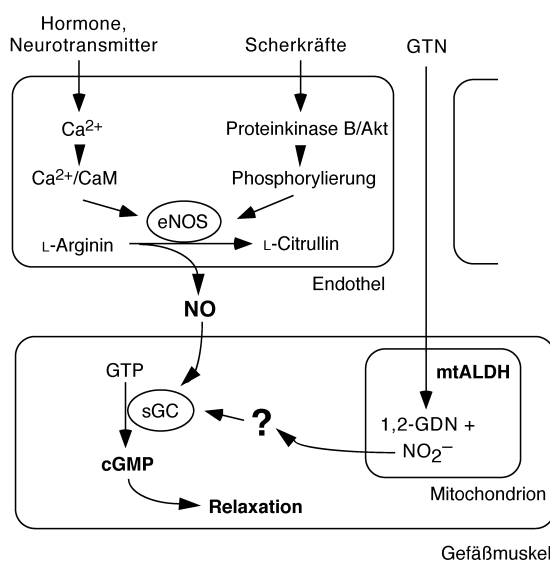 Hormone,
Neurotransmitter
Scherkräfte
GTN
Ca2+
Proteinkinase B/Akt
Ca2+/CaM
Phosphorylierung
eNOS
L-Arginin
L-Citrullin
Endothel
NO
GTP
mtALDH
sGC
?
1,2-GDN +
NO2–
cGMP
Relaxation
Mitochondrion
Gefäßmuskel